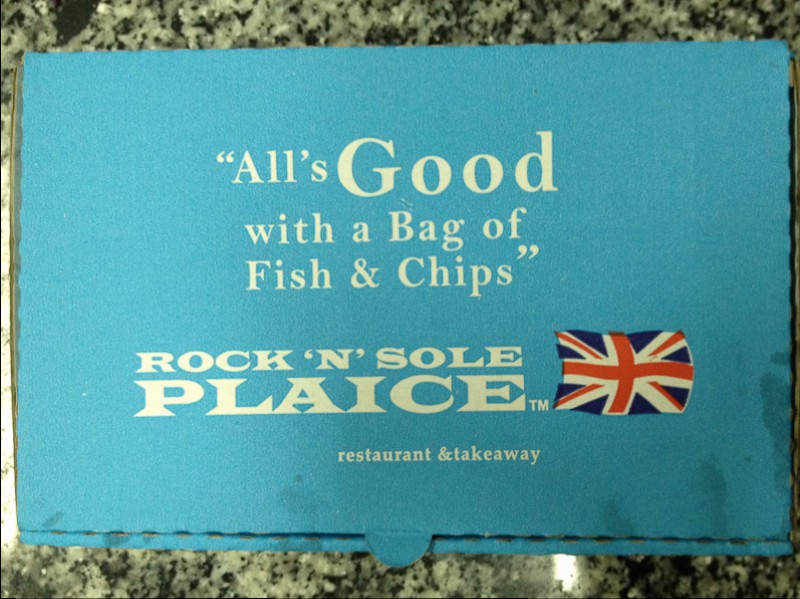 “All’s Good
with a Bag of
Fish & Chips”
ROCK ‘N’ SOLE
PLAICE™
restaurant &takeaway